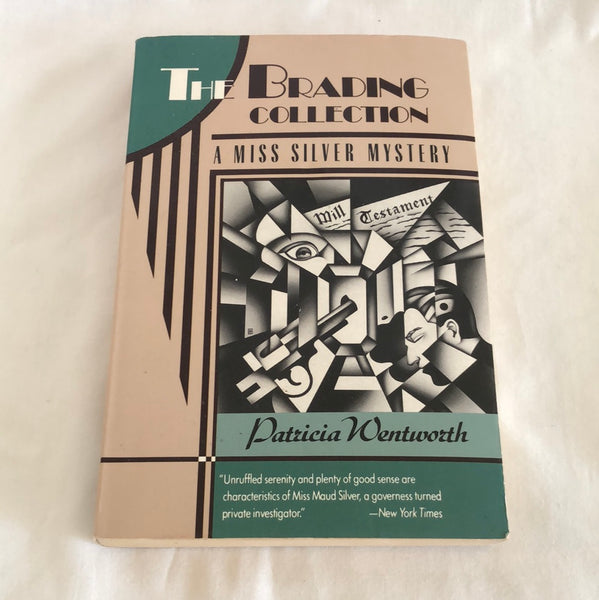 THE BRADING
COLLECTION
A MISS SILVER MYSTERY
Will Testament
Patricia Wentworth
"Unruffled serenity and plenty of good sense are
characteristics of Miss Maud Silver, a governess turned
private investigator." —New York Times